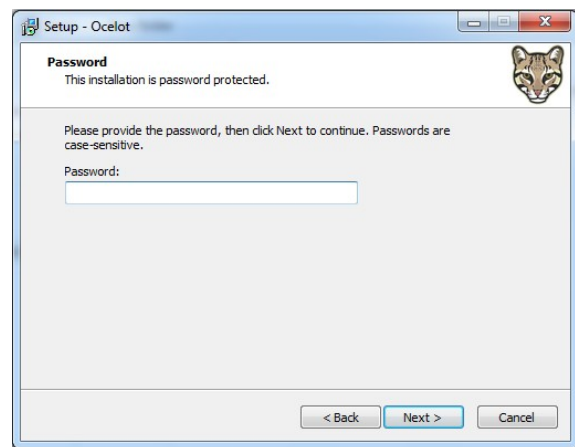 Setup - Ocelot
Password
This installation is password protected.
Please provide the password, then click Next to continue. Passwords are
case-sensitive.
Password:
< Back Next > Cancel